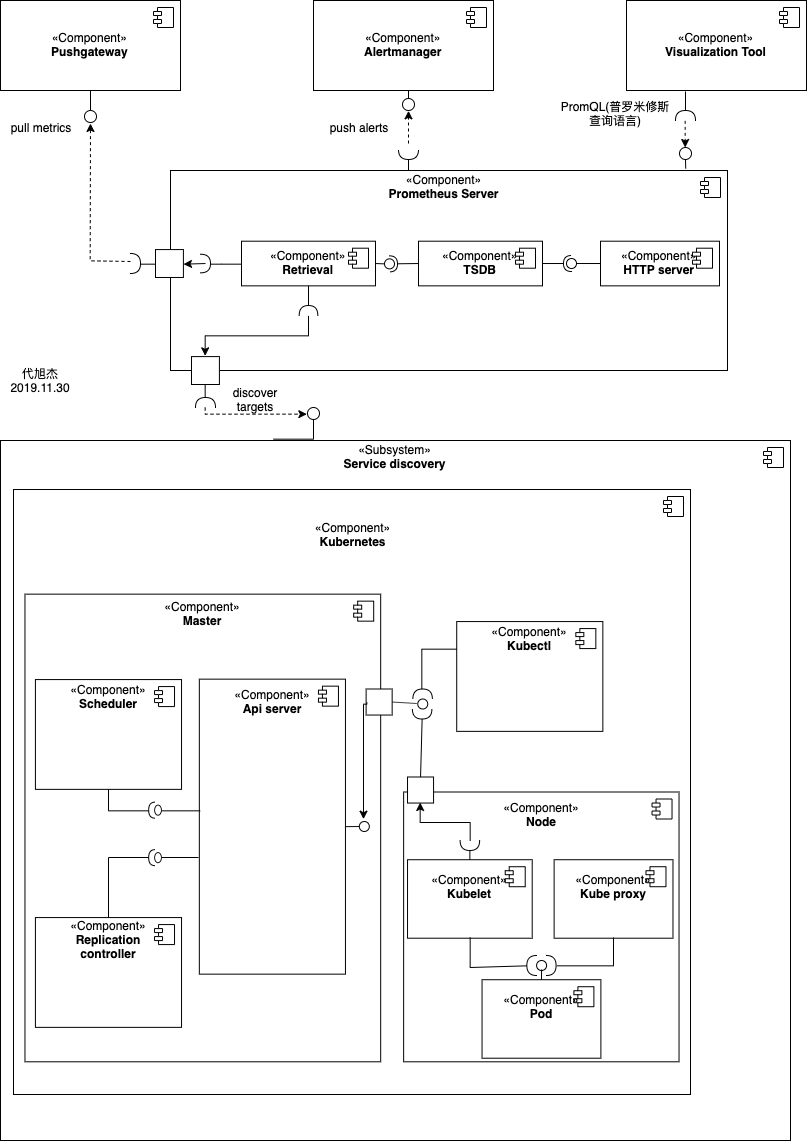 «Component»
Pushgateway
«Component»
Alertmanager
«Component»
Visualization Tool
pull metrics
push alerts
PromQL(普罗米修斯
查询语言)
«Component»
Prometheus Server
«Component»
Retrieval
«Component»
TSDB
«Component»
HTTP server
代旭杰
2019.11.30
discover
targets
«Subsystem»
Service discovery
«Component»
Kubernetes
«Component»
Master
«Component»
Kubectl
«Component»
Scheduler
«Component»
Api server
«Component»
Node
«Component»
Kubelet
«Component»
Kube proxy
«Component»
Replication
controller
«Component»
Pod